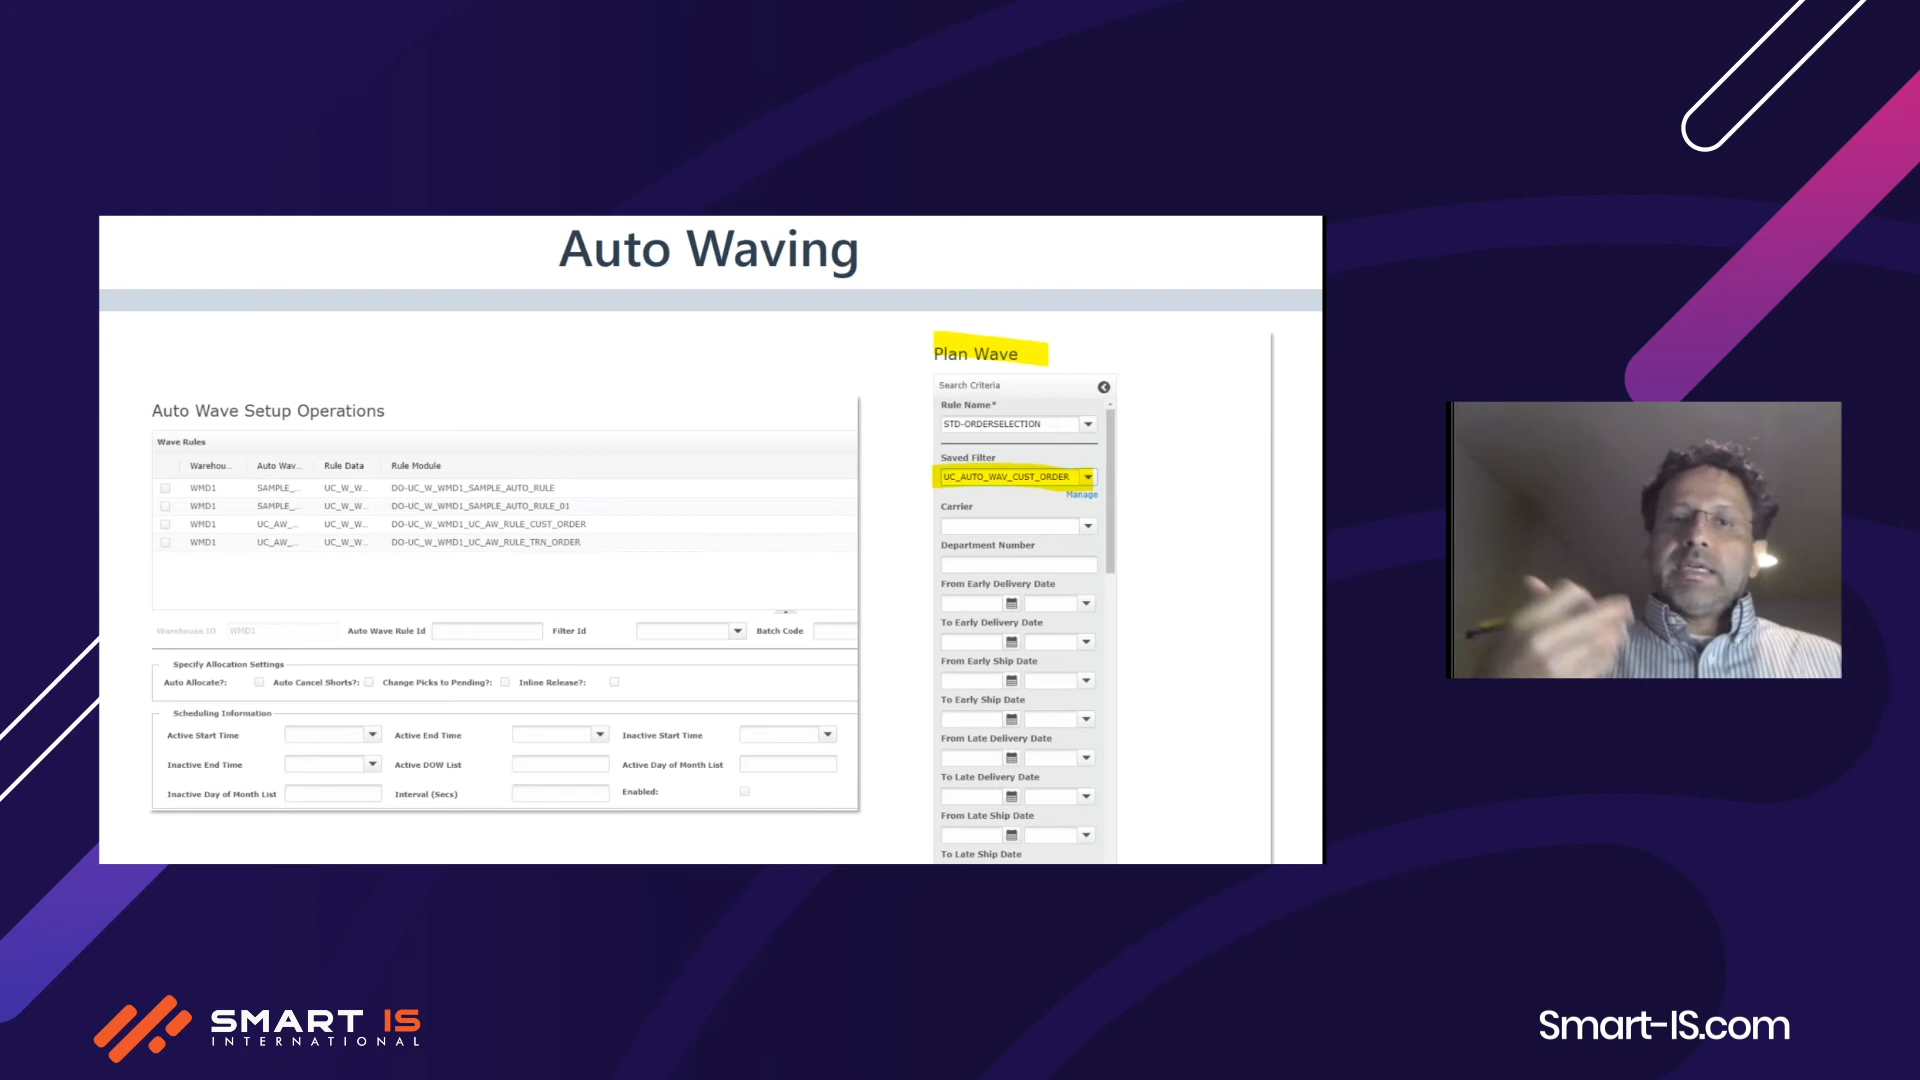 Auto Waving
Auto Wave Setup Operations
Wave Rules
Warehou... Auto Wav... Rule Data Rule Module
WMD1 SAMPLE_... UC_W_W... DO-UC_W_WMD1_SAMPLE_AUTO_RULE
WMD1 SAMPLE_... UC_W_W... DO-UC_W_WMD1_SAMPLE_AUTO_RULE_01
WMD1 UC_AW_... UC_W_W... DO-UC_W_WMD1_UC_AW_RULE_CUST_ORDER
WMD1 UC_AW_... UC_W_W... DO-UC_W_WMD1_UC_AW_RULE_TRN_ORDER
Warehouse ID WMD1 Auto Wave Rule Id Filter Id Batch Code
Specify Allocation Settings
Auto Allocate?: Auto Cancel Shorts?: Change Picks to Pending?: Inline Release?:
Scheduling Information
Active Start Time Active End Time Inactive Start Time
Inactive End Time Active DOW List Active Day of Month List
Inactive Day of Month List Interval (Secs) Enabled:
Plan Wave
Search Criteria
Rule Name*
STD-ORDERSELECTION
Saved Filter
UC_AUTO_WAV_CUST_ORDER
Manage
Carrier
Department Number
From Early Delivery Date
To Early Delivery Date
From Early Ship Date
To Early Ship Date
From Late Delivery Date
To Late Delivery Date
From Late Ship Date
To Late Ship Date
SMART IS
INTERNATIONAL
Smart-IS.com